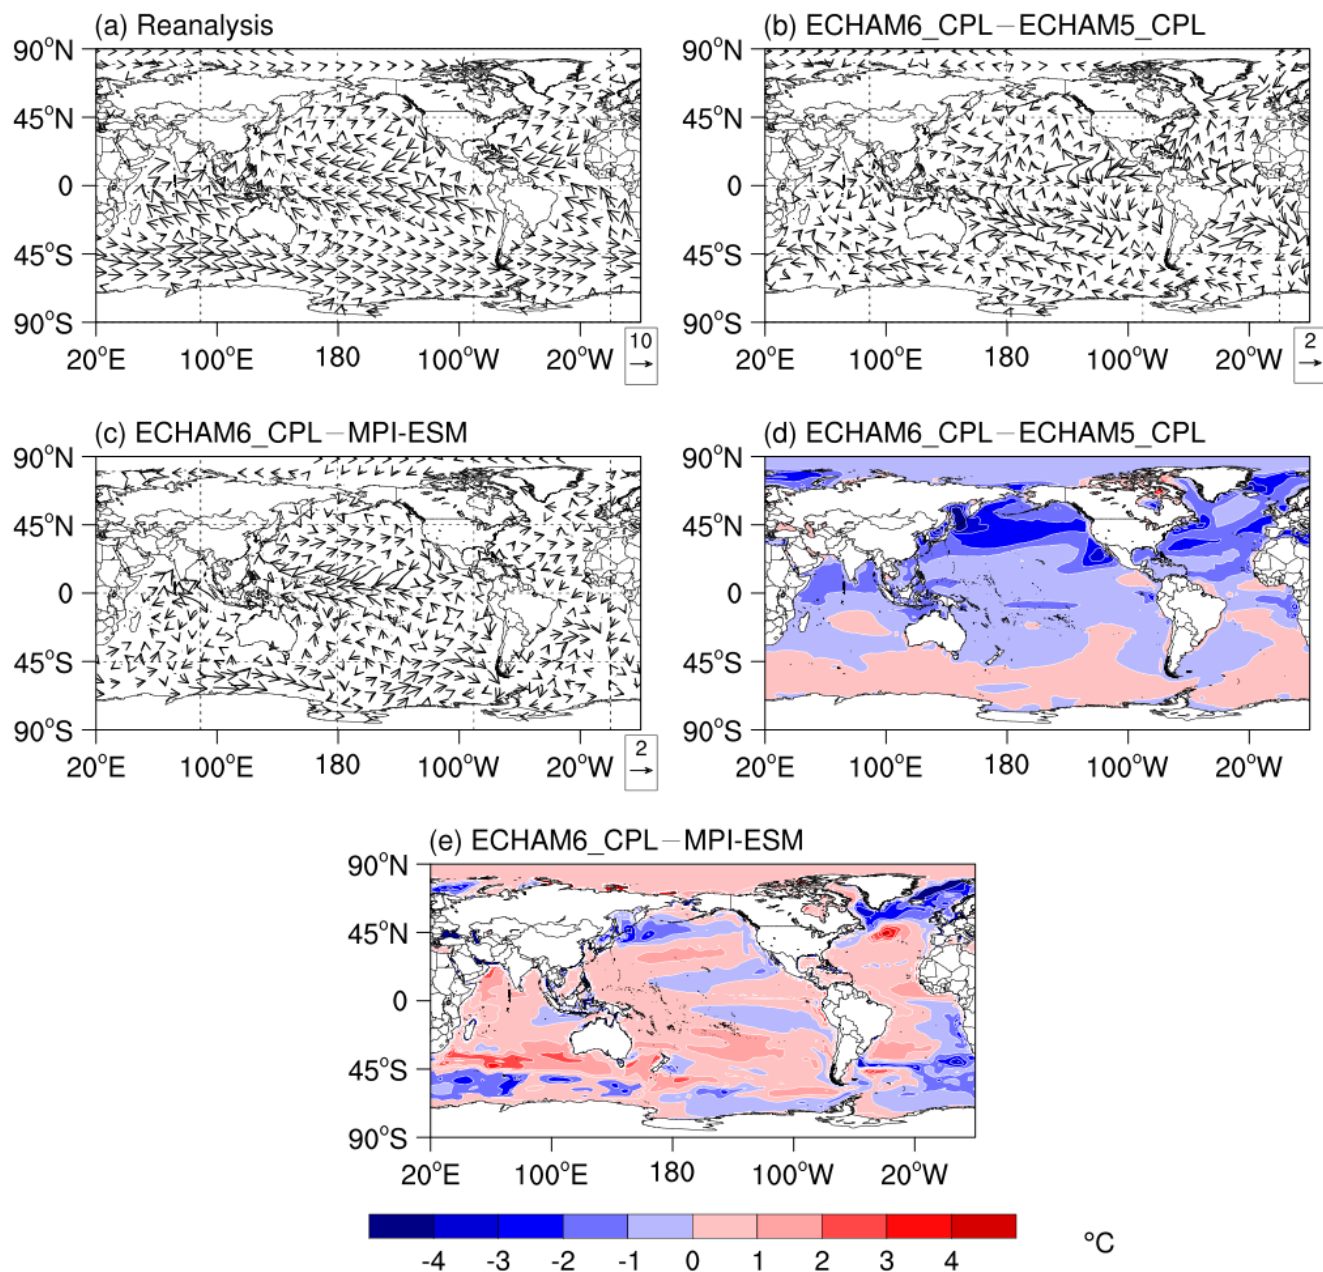 (a) Reanalysis
(b) ECHAM6_CPL−ECHAM5_CPL
90°N
45°N
0
45°S
90°S
20°E 100°E 180 100°W 20°W
10
90°N
45°N
0
45°S
90°S
20°E 100°E 180 100°W 20°W
2
(c) ECHAM6_CPL−MPI-ESM
(d) ECHAM6_CPL−ECHAM5_CPL
90°N
45°N
0
45°S
90°S
20°E 100°E 180 100°W 20°W
2
90°N
45°N
0
45°S
90°S
20°E 100°E 180 100°W 20°W
(e) ECHAM6_CPL−MPI-ESM
90°N
45°N
0
45°S
90°S
20°E 100°E 180 100°W 20°W
-4 -3 -2 -1 0 1 2 3 4
°C